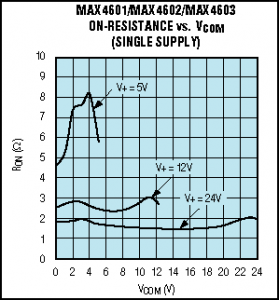 MAX4601/MAX4602/MAX4603
ON-RESISTANCE vs. VCOM
(SINGLE SUPPLY)
10
9
8
7
6
5
4
3
2
1
0
RON (Ω)
V+ = 5V
V+ = 12V
V+ = 24V
0 2 4 6 8 10 12 14 16 18 20 22 24
VCOM (V)